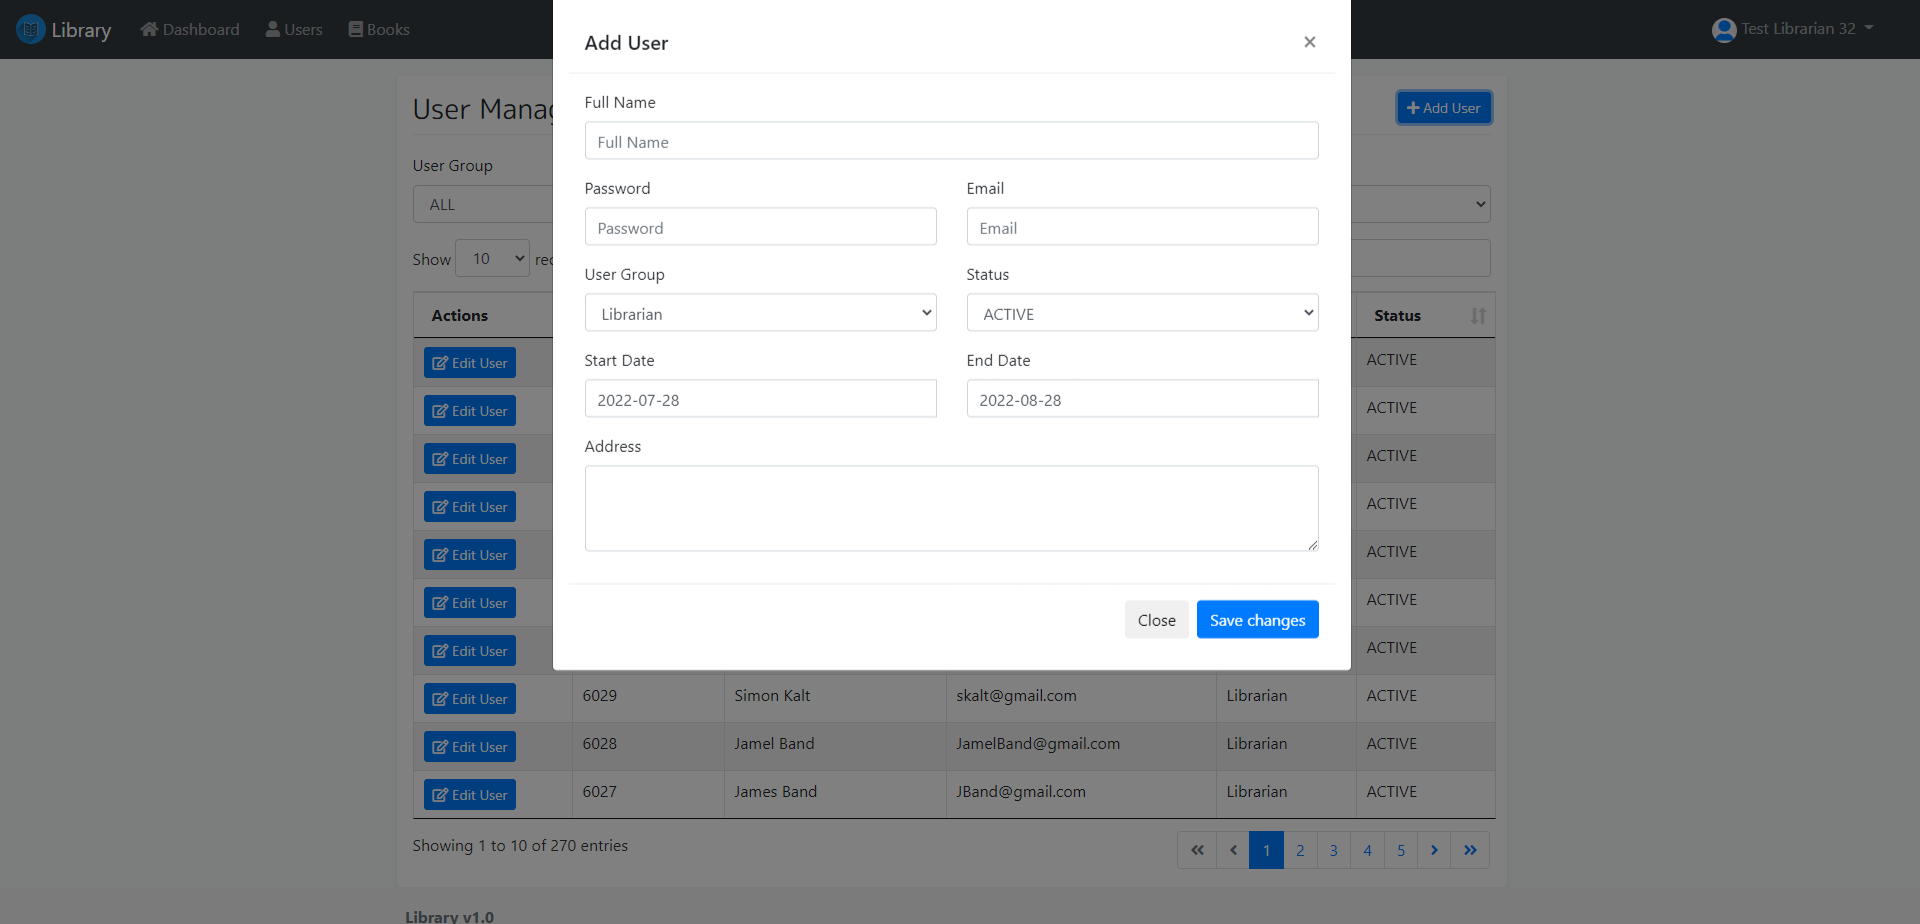 Library Dashboard Users Books Test Librarian 32
Add User ×
User Manag Add User
Full Name
Full Name
User Group
Password Email
ALL
Password Email
Show 10 rec
User Group Status
Librarian ACTIVE
Actions Status
Start Date End Date
Edit User ACTIVE
2022-07-28 2022-08-28
Edit User ACTIVE
Address
Edit User ACTIVE
Edit User ACTIVE
Edit User ACTIVE
Edit User ACTIVE
Close Save changes
Edit User ACTIVE
Edit User 6029 Simon Kalt skalt@gmail.com Librarian ACTIVE
Edit User 6028 Jamel Band JamelBand@gmail.com Librarian ACTIVE
Edit User 6027 James Band JBand@gmail.com Librarian ACTIVE
Showing 1 to 10 of 270 entries « ‹ 1 2 3 4 5 › »
Library v1.0